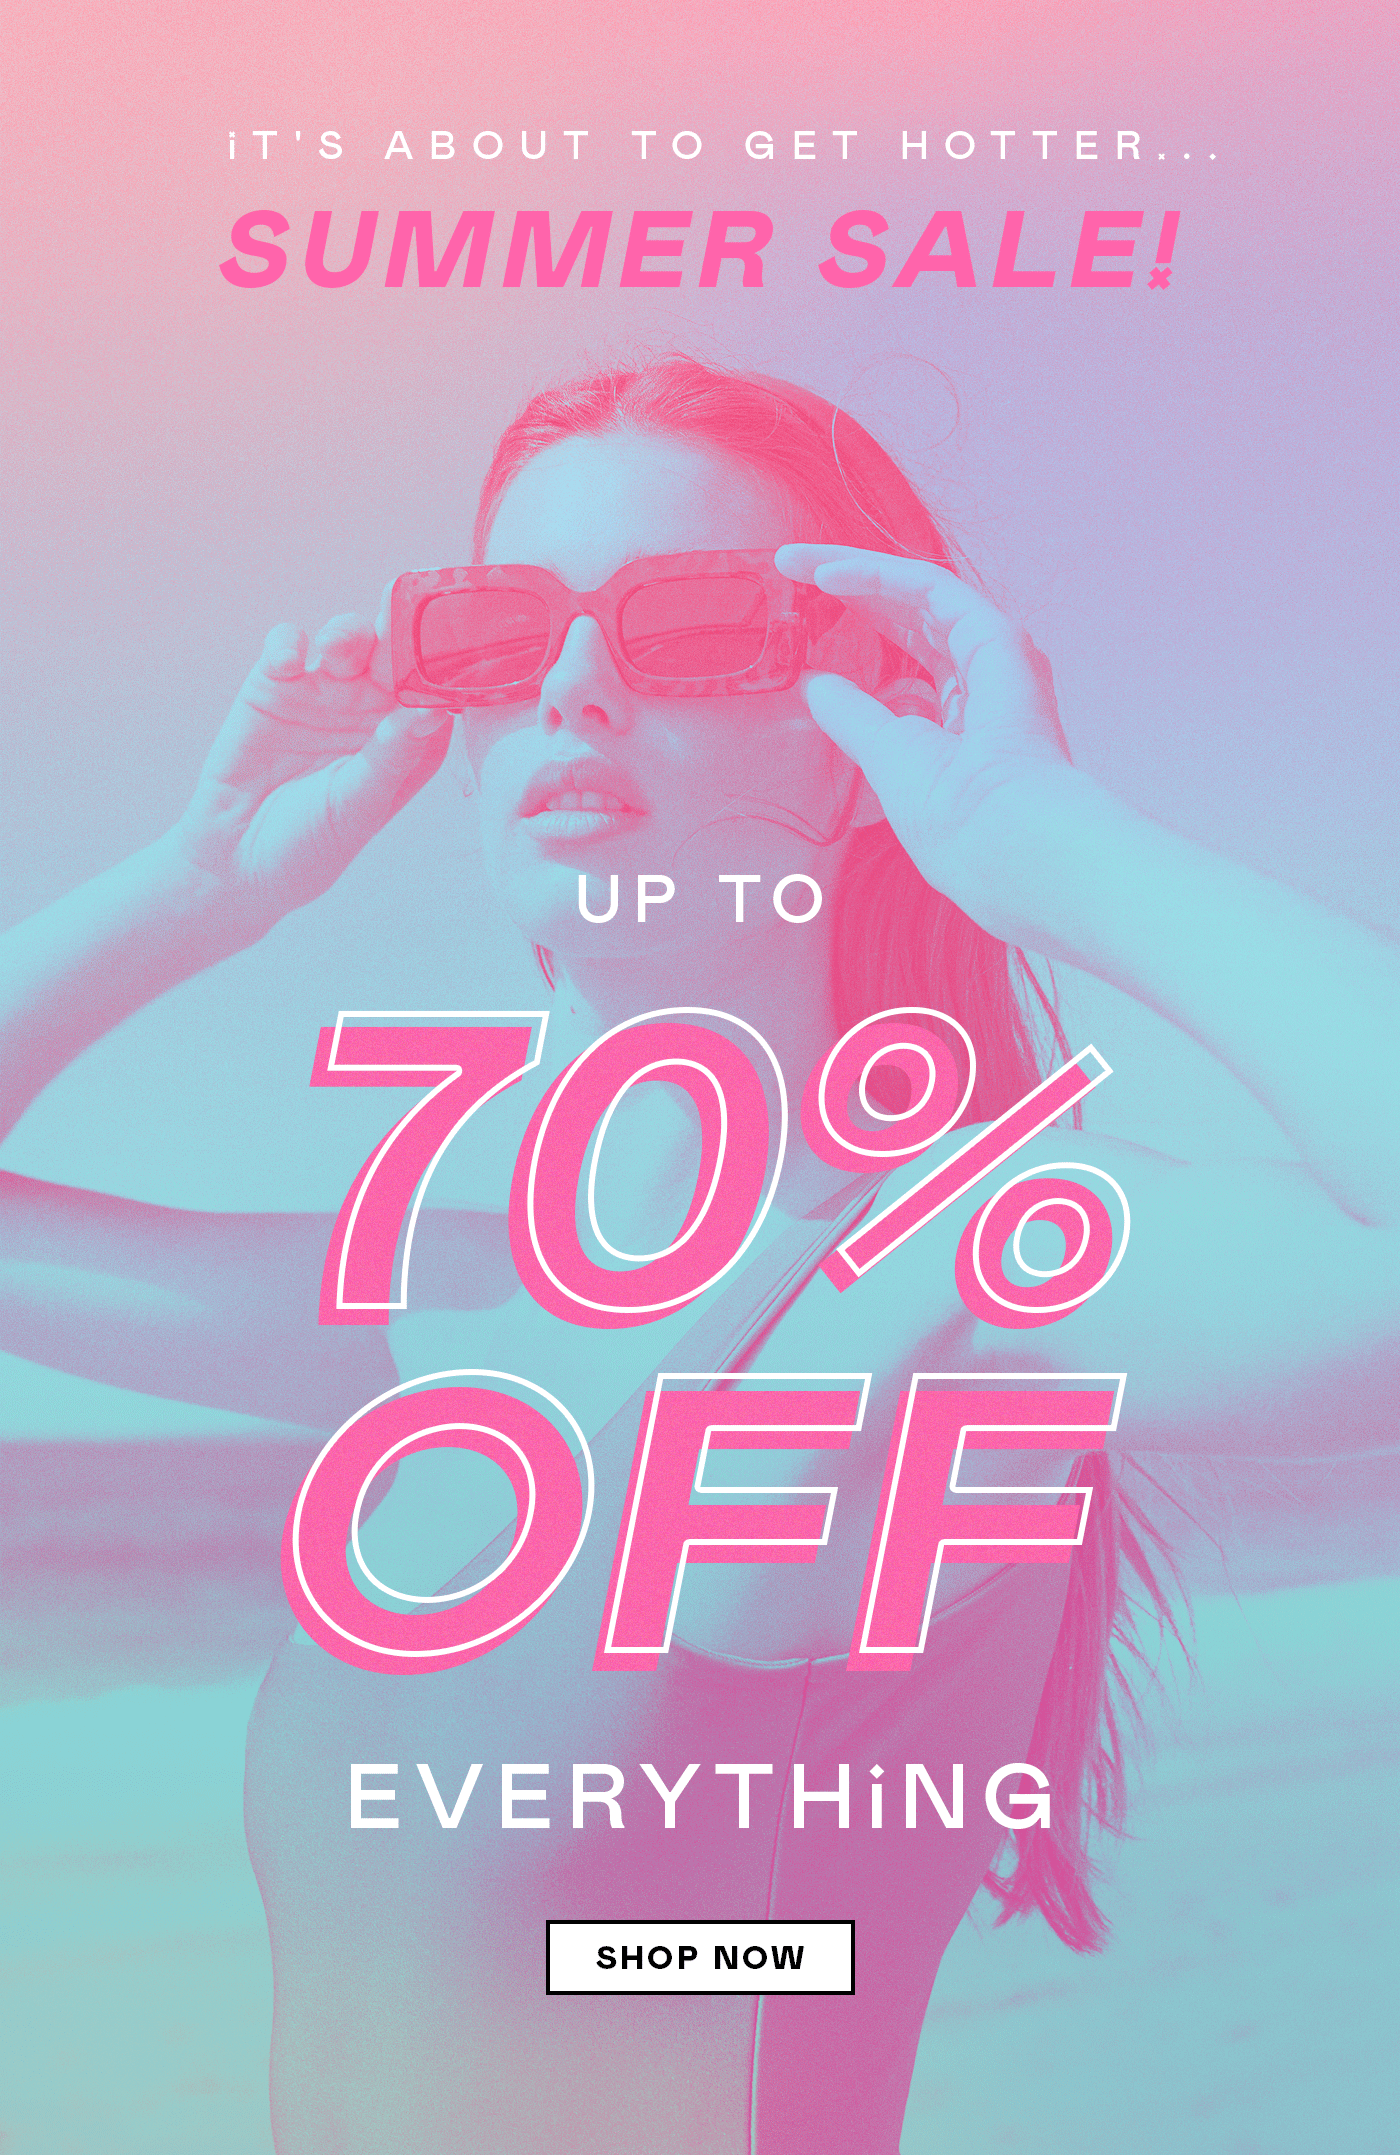 iT'S ABOUT TO GET HOTTER...
SUMMER SALE!
UP TO
70%
OFF
EVERYTHiNG
SHOP NOW